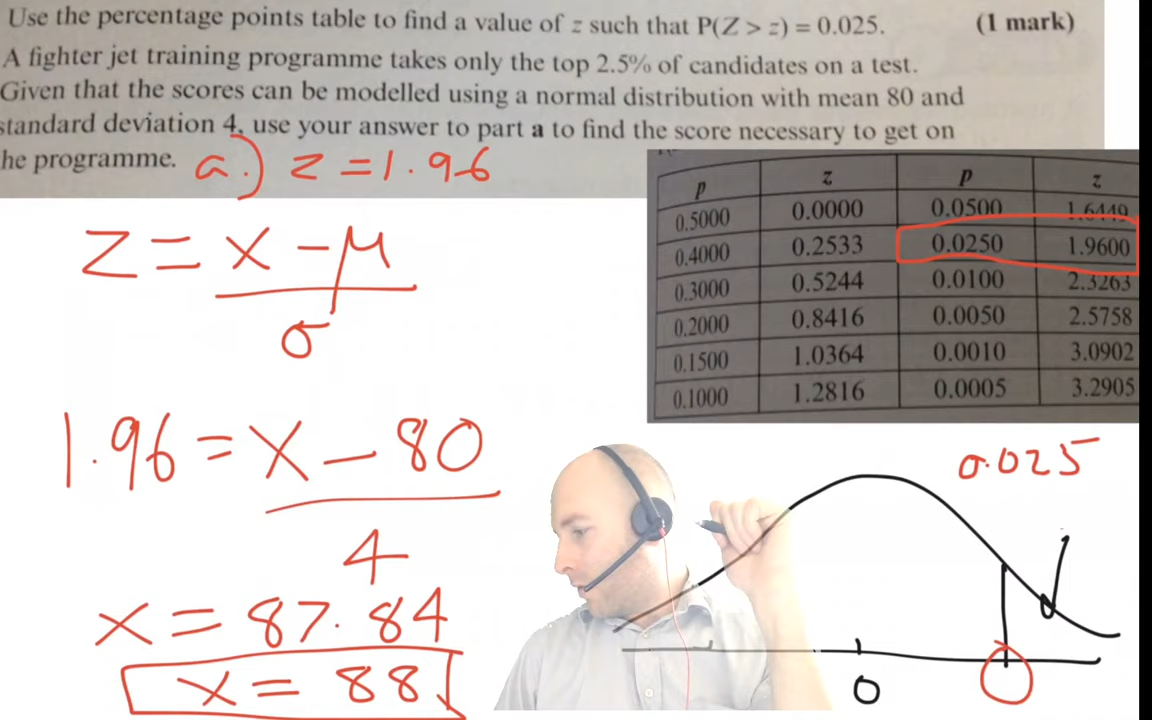 Use the percentage points table to find a value of z such that P(Z > z) = 0.025. (1 mark)
A fighter jet training programme takes only the top 2.5% of candidates on a test.
Given that the scores can be modelled using a normal distribution with mean 80 and
standard deviation 4, use your answer to part a to find the score necessary to get on
he programme. a.) z = 1.96
z = x - μ
σ
1.96 = x - 80
4
x = 87.84
x = 88
p z p z
0.5000 0.0000 0.0500 1.6449
0.4000 0.2533 0.0250 1.9600
0.3000 0.5244 0.0100 2.3263
0.2000 0.8416 0.0050 2.5758
0.1500 1.0364 0.0010 3.0902
0.1000 1.2816 0.0005 3.2905
0.025
0